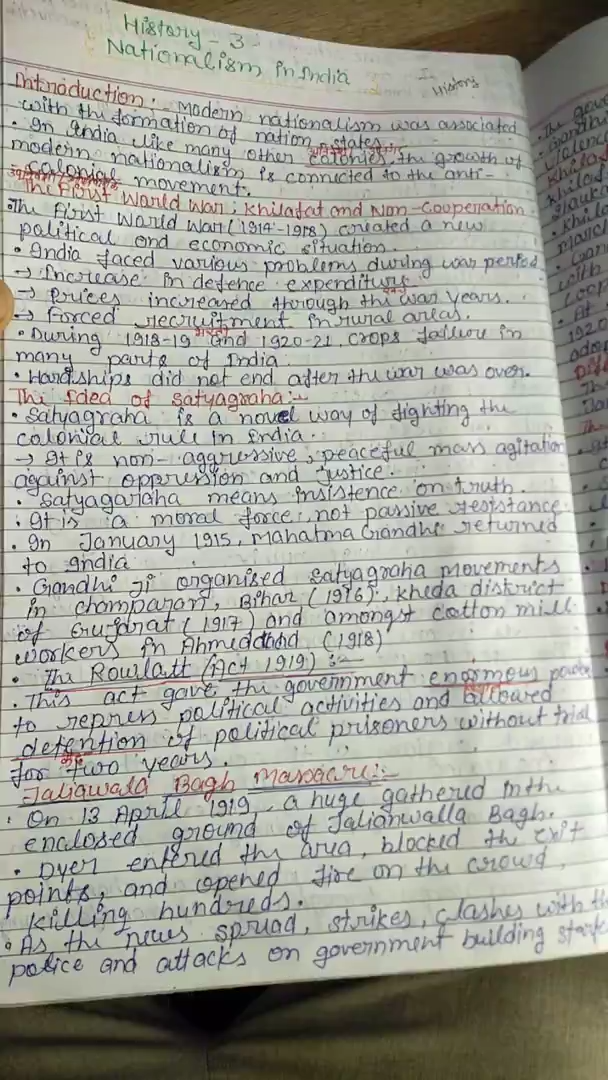 History - 3
Nationalism in India
History
Introduction:- Modern nationalism was associated
with the formation of nation states.
• In India like many other colonies, the growth of
modern nationalism is connected to the anti-
colonial movement.
The First World War; Khilafat and Non-Cooperation
• The First World War (1914-1918) created a new
political and economic situation.
• India faced various problems during war period
→ Increase in defence expenditure.
→ Prices increased through the war years.
→ Forced recruitment in rural areas.
भर्ती
• During 1918-19 and 1920-21, crops failure in
many parts of India
• Hardships did not end after the war was over.
The Idea of Satyagraha:-
• Satyagraha is a novel way of fighting the
colonial rule in India.
→ It is non-aggressive, peaceful mass agitation
against oppression and justice.
• Satyagaraha means insistence on truth.
• It is a moral force, not passive resistance.
• In January 1915, Mahatma Gandhi returned
to india
• Gandhi ji organised Satyagraha movements
in champaran, Bihar (1916), kheda district
of Grujarat (1917) and amongst cotton mill
workers in Ahmedabad (1918)
• The Rowlatt (Act 1919) :-
• This act gave the government enormous power
to repress political activities and allowed
detention of political prisoners without trial
कैद
for two years.
Jaliawala Bagh Massacre:-
• On 13 April 1919, a huge gathered in the
enclosed ground of Jalianwalla Bagh.
• Dyer entered the area, blocked the exit
points, and opened fire on the crowd,
killing hundreds.
• As the news spread, strikes, clashes with the
police and attacks on government building start